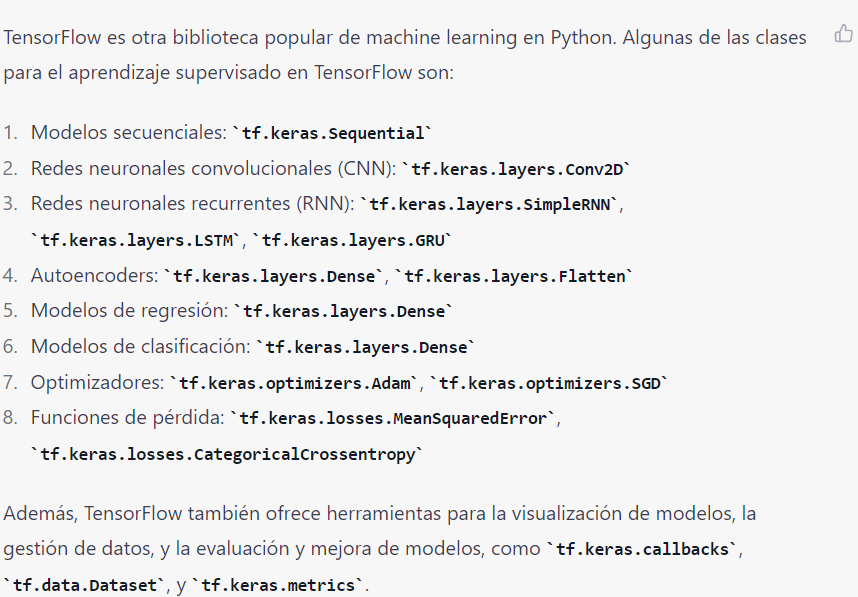 TensorFlow es otra biblioteca popular de machine learning en Python. Algunas de las clases
para el aprendizaje supervisado en TensorFlow son:
1. Modelos secuenciales: `tf.keras.Sequential`
2. Redes neuronales convolucionales (CNN): `tf.keras.layers.Conv2D`
3. Redes neuronales recurrentes (RNN): `tf.keras.layers.SimpleRNN`,
`tf.keras.layers.LSTM`, `tf.keras.layers.GRU`
4. Autoencoders: `tf.keras.layers.Dense`, `tf.keras.layers.Flatten`
5. Modelos de regresión: `tf.keras.layers.Dense`
6. Modelos de clasificación: `tf.keras.layers.Dense`
7. Optimizadores: `tf.keras.optimizers.Adam`, `tf.keras.optimizers.SGD`
8. Funciones de pérdida: `tf.keras.losses.MeanSquaredError`,
`tf.keras.losses.CategoricalCrossentropy`
Además, TensorFlow también ofrece herramientas para la visualización de modelos, la
gestión de datos, y la evaluación y mejora de modelos, como `tf.keras.callbacks`,
`tf.data.Dataset`, y `tf.keras.metrics`.